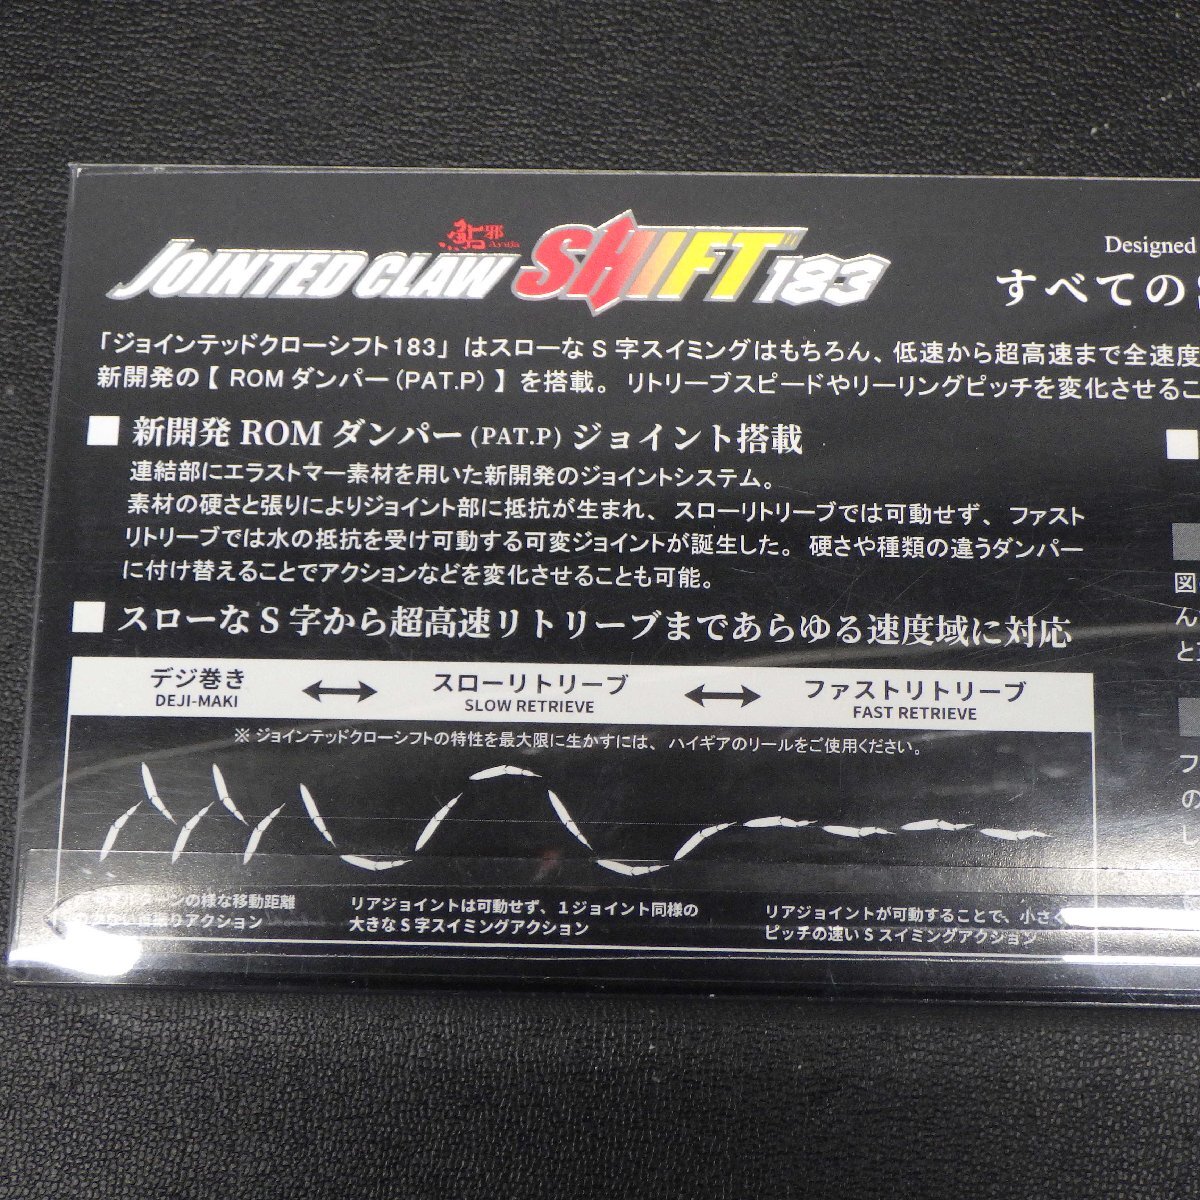 鮎邪
Ayuja
JOINTED CLAW SHIFT 183
Designed
すべての
「ジョインテッドクローシフト183」はスローなS字スイミングはもちろん、低速から超高速まで全速度
新開発の【 ROMダンパー(PAT.P) 】を搭載。リトリーブスピードやリーリングピッチを変化させるこ
■ 新開発 ROM ダンパー(PAT.P) ジョイント搭載
連結部にエラストマー素材を用いた新開発のジョイントシステム。
素材の硬さと張りによりジョイント部に抵抗が生まれ、スローリトリーブでは可動せず、ファスト
リトリーブでは水の抵抗を受け可動する可変ジョイントが誕生した。硬さや種類の違うダンパー
に付け替えることでアクションなどを変化させることも可能。
■ スローなS字から超高速リトリーブまであらゆる速度域に対応
デジ巻き
DEJI-MAKI
スローリトリーブ
SLOW RETRIEVE
ファストリトリーブ
FAST RETRIEVE
※ジョインテッドクローシフトの特性を最大限に生かすには、ハイギアのリールをご使用ください。
ターンの様な移動距離
首振りアクション
リアジョイントは可動せず、1ジョイント同様の
大きなS字スイミングアクション
リアジョイントが可動することで、小さく
ピッチの速いSスイミングアクション
図
ん
と
フ
の
し